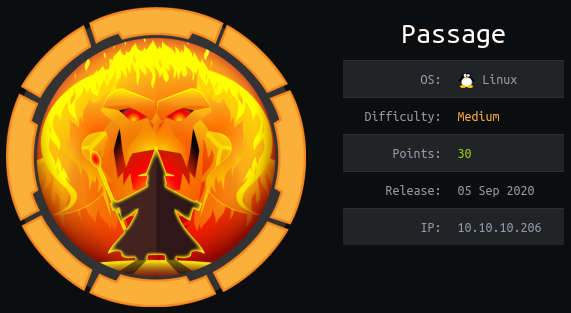 Passage
OS: Linux
Difficulty: Medium
Points: 30
Release: 05 Sep 2020
IP: 10.10.10.206